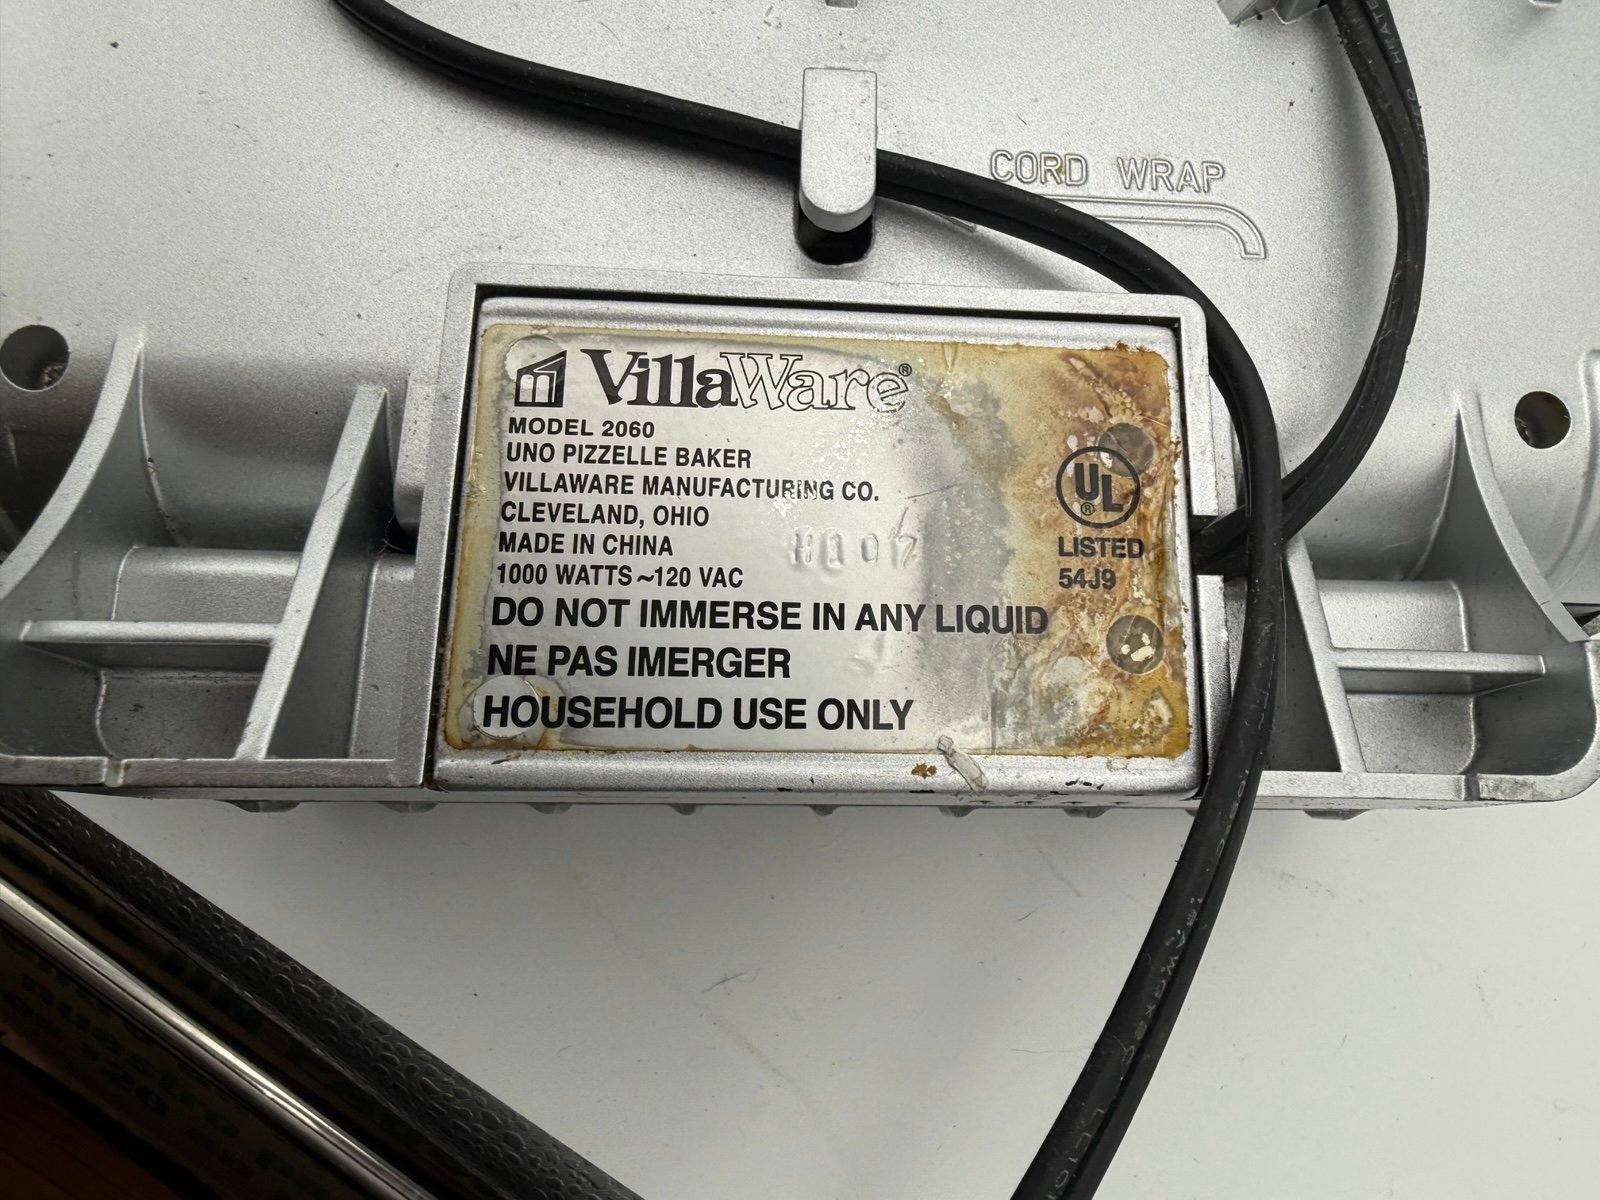 CORD WRAP
VillaWare®
MODEL 2060
UNO PIZZELLE BAKER
VILLAWARE MANUFACTURING CO.
CLEVELAND, OHIO
MADE IN CHINA
1000 WATTS~120 VAC
DO NOT IMMERSE IN ANY LIQUID
NE PAS IMERGER
HOUSEHOLD USE ONLY
UL®
LISTED
54J9